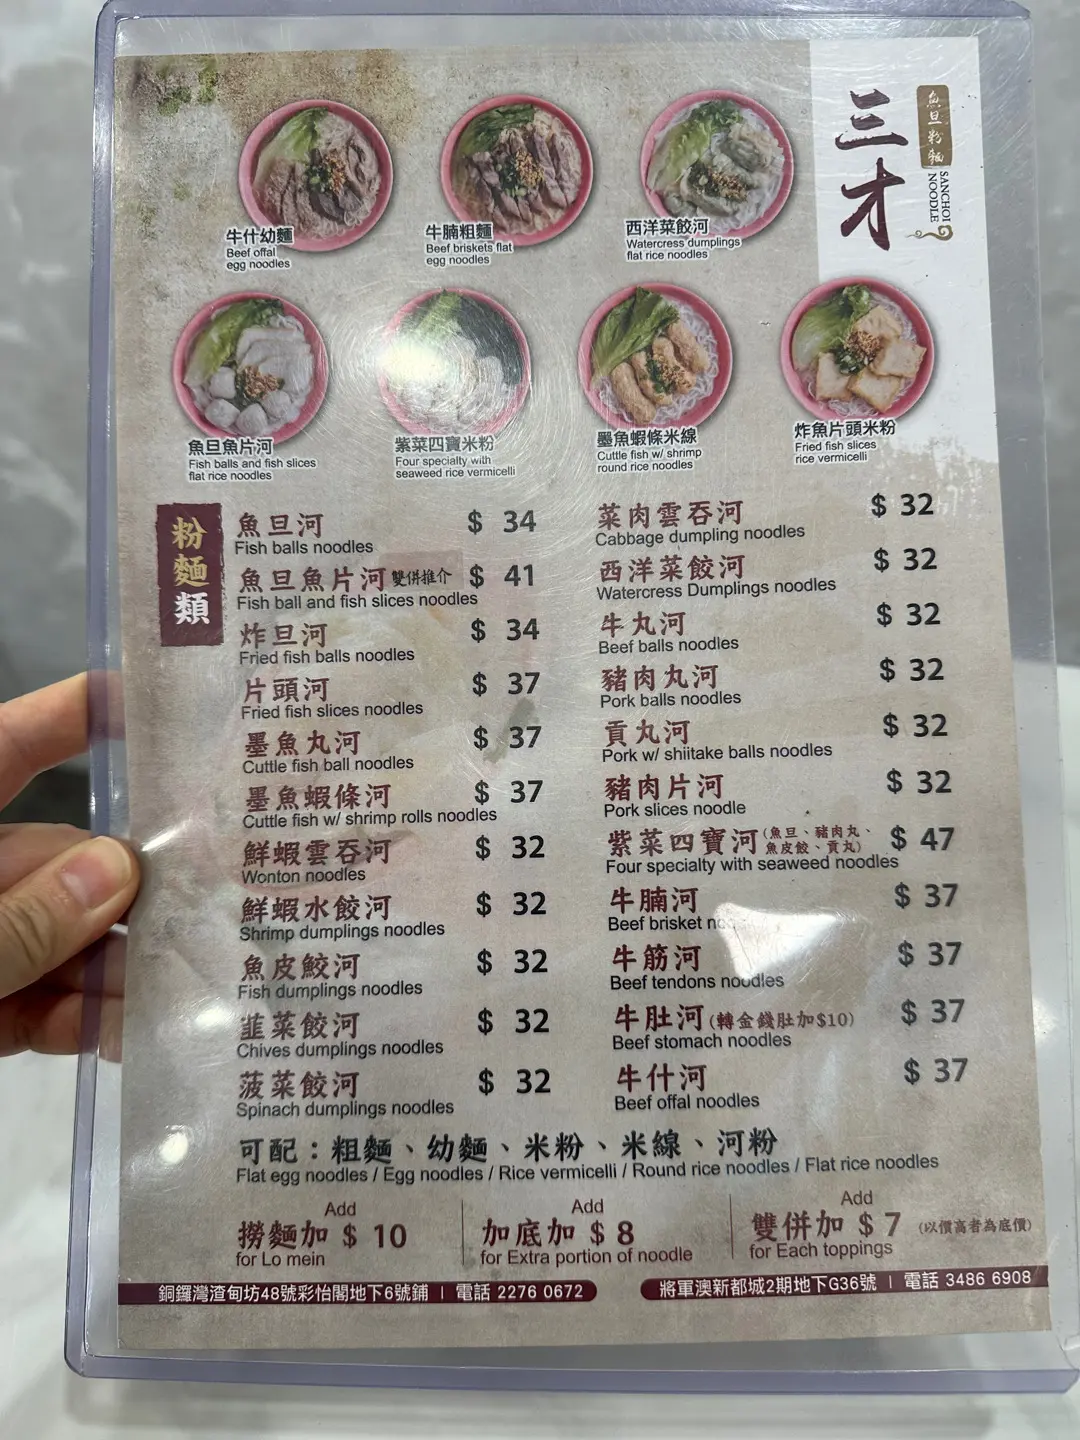 三才
魚旦粉麵
SANCHOI
NOODLE
牛什幼麵
Beef offal
egg noodles
牛腩粗麵
Beef briskets flat
egg noodles
西洋菜餃河
Watercress dumplings
flat rice noodles
魚旦魚片河
Fish balls and fish slices
flat rice noodles
紫菜四寶米粉
Four specialty with
seaweed rice vermicelli
墨魚蝦條米線
Cuttle fish w/ shrimp
round rice noodles
炸魚片頭米粉
Fried fish slices
rice vermicelli
粉麵類
魚旦河 $ 34
Fish balls noodles
魚旦魚片河 雙併推介 $ 41
Fish ball and fish slices noodles
炸旦河 $ 34
Fried fish balls noodles
片頭河 $ 37
Fried fish slices noodles
墨魚丸河 $ 37
Cuttle fish ball noodles
墨魚蝦條河 $ 37
Cuttle fish w/ shrimp rolls noodles
鮮蝦雲吞河 $ 32
Wonton noodles
鮮蝦水餃河 $ 32
Shrimp dumplings noodles
魚皮鮫河 $ 32
Fish dumplings noodles
韮菜餃河 $ 32
Chives dumplings noodles
菠菜餃河 $ 32
Spinach dumplings noodles
菜肉雲吞河 $ 32
Cabbage dumpling noodles
西洋菜餃河 $ 32
Watercress Dumplings noodles
牛丸河 $ 32
Beef balls noodles
豬肉丸河 $ 32
Pork balls noodles
貢丸河 $ 32
Pork w/ shiitake balls noodles
豬肉片河 $ 32
Pork slices noodle
紫菜四寶河 (魚旦、豬肉丸、魚皮餃、貢丸) $ 47
Four specialty with seaweed noodles
牛腩河 $ 37
Beef brisket
牛筋河 $ 37
Beef tendons noodles
牛肚河 (轉金錢肚加$10) $ 37
Beef stomach noodles
牛什河 $ 37
Beef offal noodles
可配：粗麵、幼麵、米粉、米線、河粉
Flat egg noodles / Egg noodles / Rice vermicelli / Round rice noodles / Flat rice noodles
Add
撈麵加 $ 10
for Lo mein
Add
加底加 $ 8
for Extra portion of noodle
Add
雙併加 $ 7 (以價高者為底價)
for Each toppings
銅鑼灣渣甸坊48號彩怡閣地下6號鋪 | 電話 2276 0672
將軍澳新都城2期地下G36號 | 電話 3486 6908